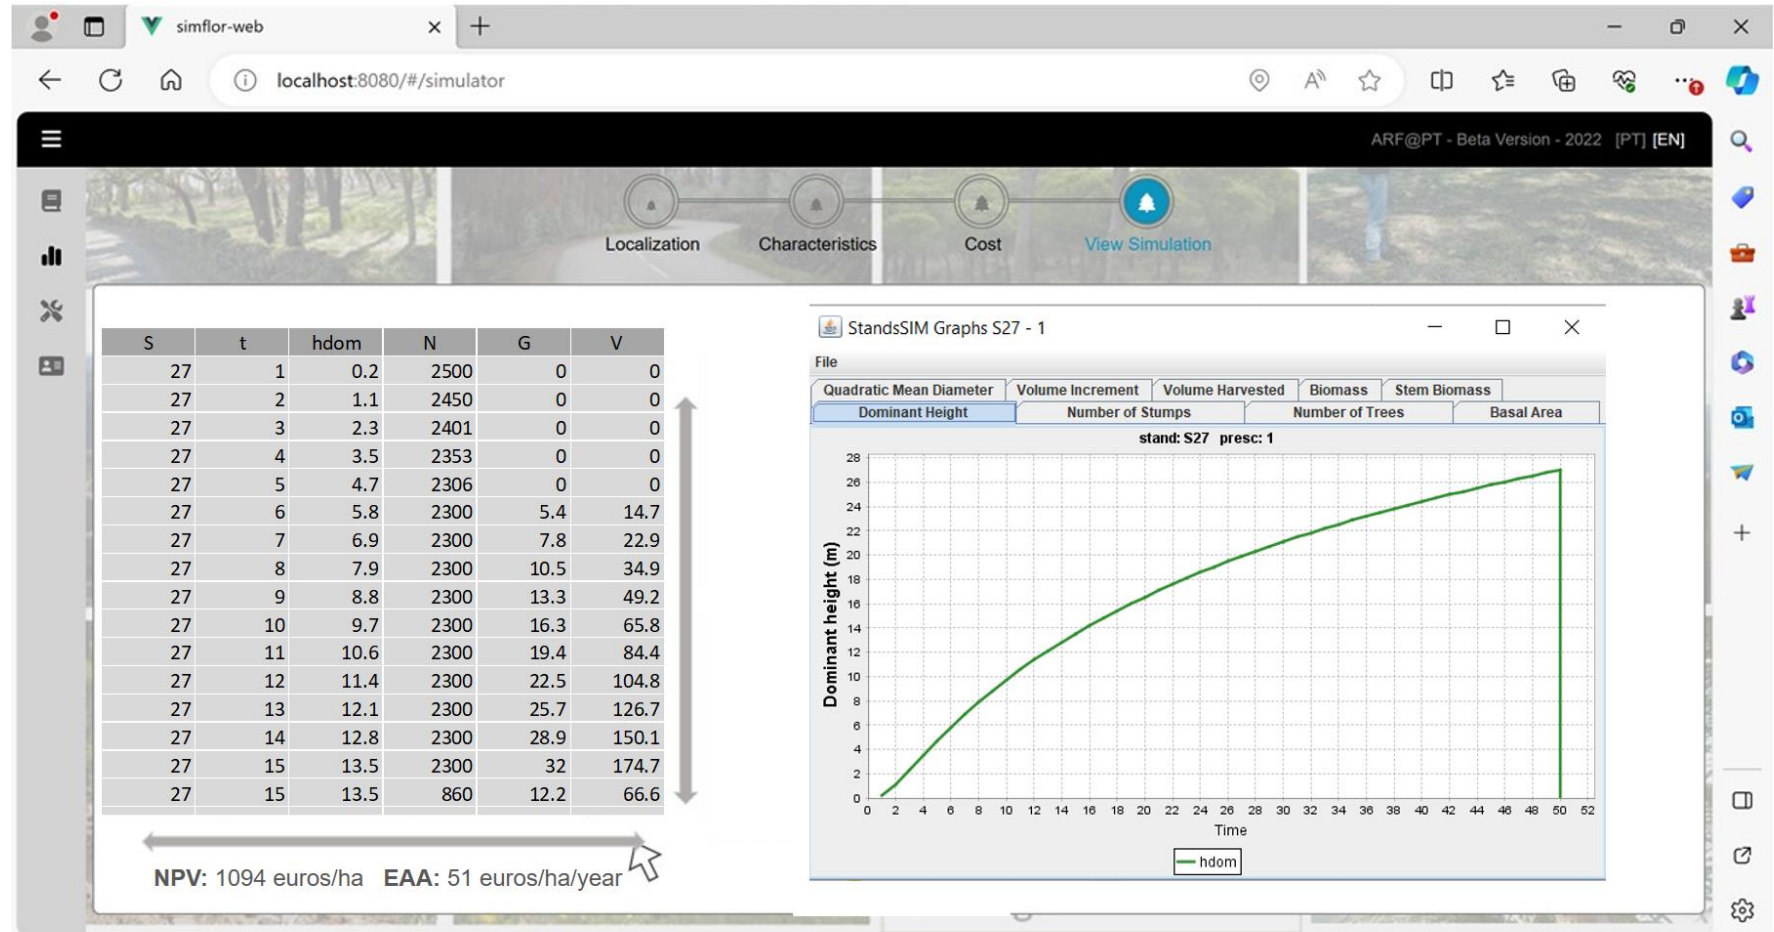 simflor-web
localhost:8080/#/simulator
ARF@PT - Beta Version - 2022 [PT] [EN]
Localization Characteristics Cost View Simulation
S t hdom N G V
27 1 0.2 2500 0 0
27 2 1.1 2450 0 0
27 3 2.3 2401 0 0
27 4 3.5 2353 0 0
27 5 4.7 2306 0 0
27 6 5.8 2300 5.4 14.7
27 7 6.9 2300 7.8 22.9
27 8 7.9 2300 10.5 34.9
27 9 8.8 2300 13.3 49.2
27 10 9.7 2300 16.3 65.8
27 11 10.6 2300 19.4 84.4
27 12 11.4 2300 22.5 104.8
27 13 12.1 2300 25.7 126.7
27 14 12.8 2300 28.9 150.1
27 15 13.5 2300 32 174.7
27 15 13.5 860 12.2 66.6
NPV: 1094 euros/ha EAA: 51 euros/ha/year
StandsSIM Graphs S27 - 1
File
Quadratic Mean Diameter Volume Increment Volume Harvested Biomass Stem Biomass
Dominant Height Number of Stumps Number of Trees Basal Area
stand: S27 presc: 1
Dominant height (m)
28
26
24
22
20
18
16
14
12
10
8
6
4
2
0
0 2 4 6 8 10 12 14 16 18 20 22 24 26 28 30 32 34 36 38 40 42 44 46 48 50 52
Time
hdom